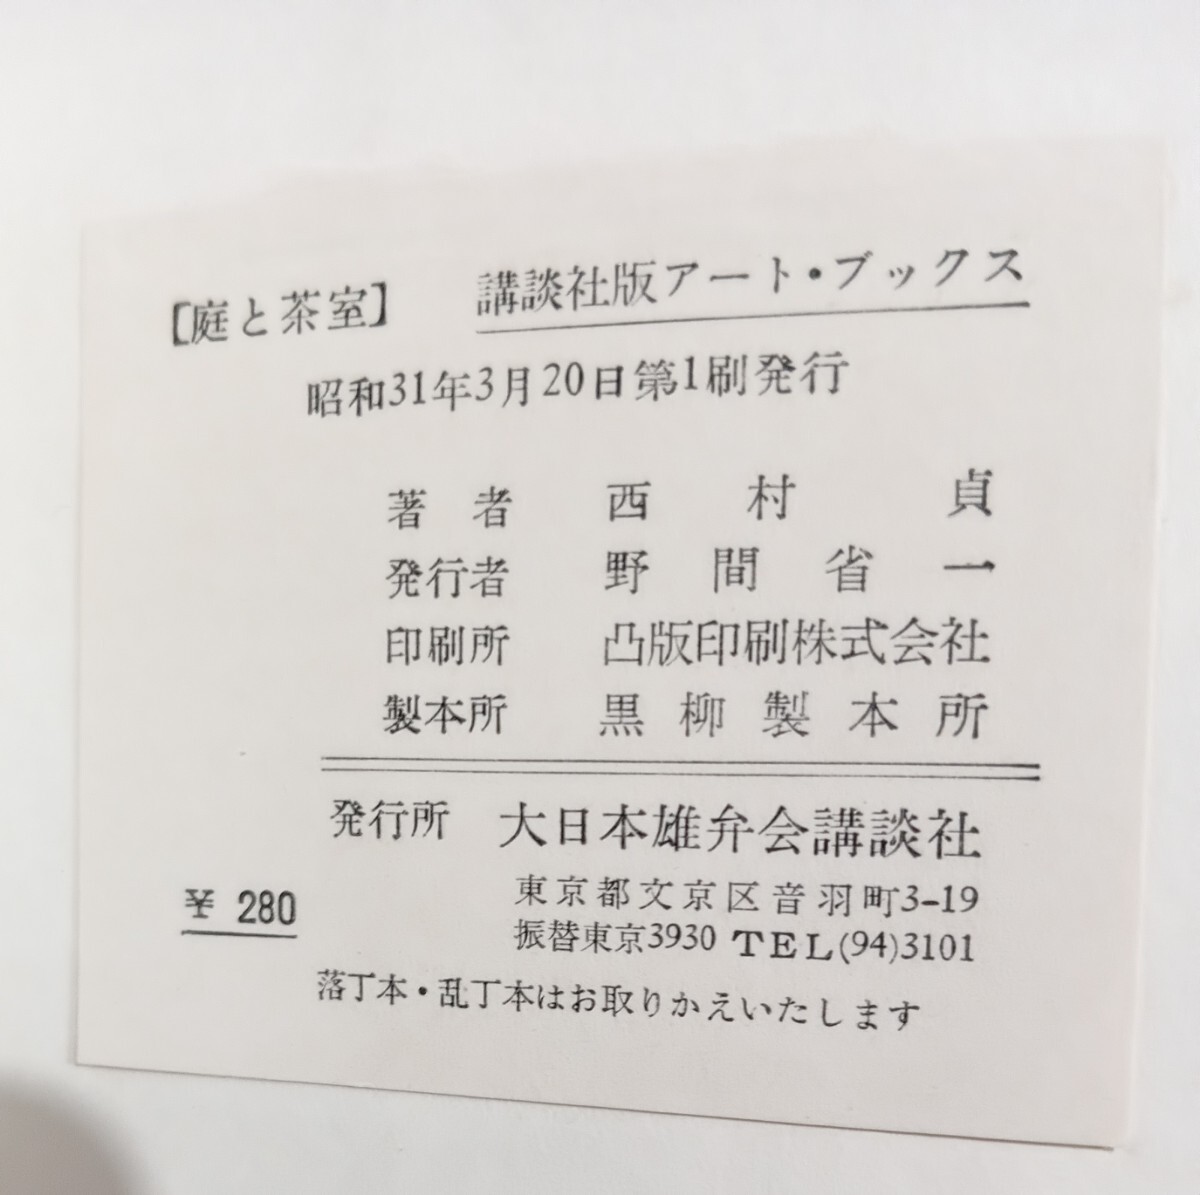 [庭と茶室] 講談社版アート・ブックス
昭和31年3月20日第1刷発行
著者 西村貞
発行者 野間省一
印刷所 凸版印刷株式会社
製本所 黒柳製本所
発行所 大日本雄弁会講談社
東京都文京区音羽町3-19
¥ 280
振替東京3930 TEL(94)3101
落丁本・乱丁本はお取りかえいたします